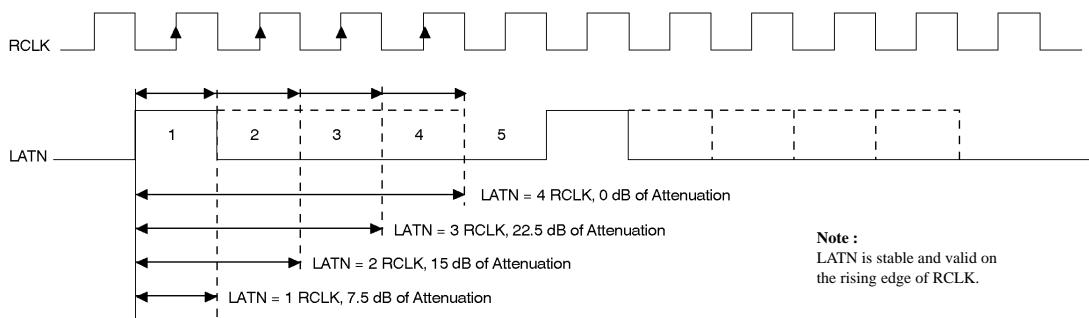 RCLK
LATN
1 2 3 4 5
LATN = 4 RCLK, 0 dB of Attenuation
LATN = 3 RCLK, 22.5 dB of Attenuation
LATN = 2 RCLK, 15 dB of Attenuation
LATN = 1 RCLK, 7.5 dB of Attenuation
Note :
LATN is stable and valid on
the rising edge of RCLK.